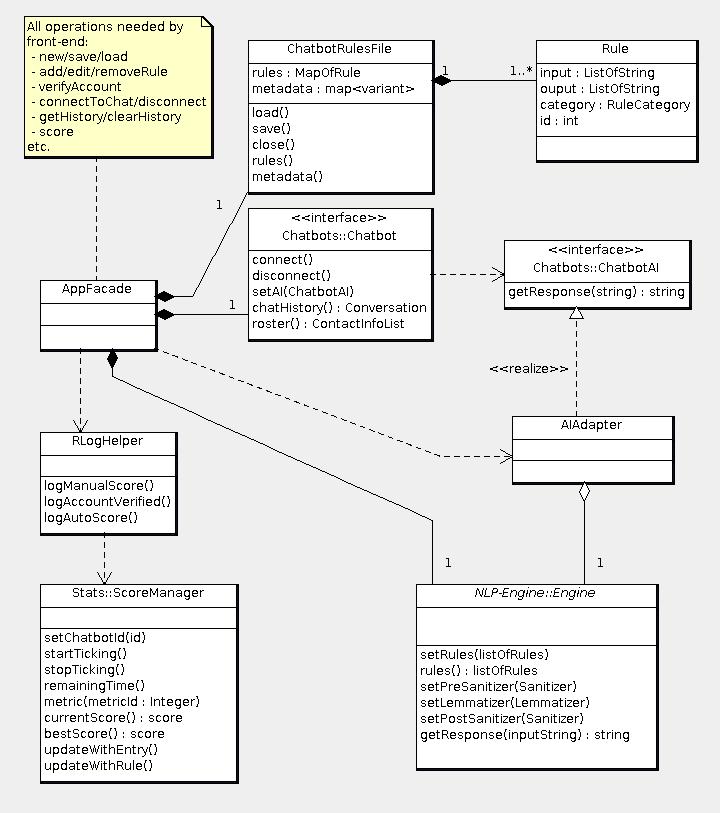 All operations needed by
front-end:
- new/save/load
- add/edit/removeRule
- verifyAccount
- connectToChat/disconnect
- getHistory/clearHistory
- score
etc.
ChatbotRulesFile
rules : MapOfRule
metadata : map<variant>
load()
save()
close()
rules()
metadata()
1
1..*
Rule
input : ListOfString
ouput : ListOfString
category : RuleCategory
id : int
1
<<interface>>
Chatbots::Chatbot
connect()
disconnect()
setAI(ChatbotAI)
chatHistory() : Conversation
roster() : ContactInfoList
<<interface>>
Chatbots::ChatbotAI
getResponse(string) : string
AppFacade
1
<<realize>>
AIAdapter
RLogHelper
logManualScore()
logAccountVerified()
logAutoScore()
1
1
Stats::ScoreManager
setChatbotId(id)
startTicking()
stopTicking()
remainingTime()
metric(metricId : Integer)
currentScore() : score
bestScore() : score
updateWithEntry()
updateWithRule()
NLP-Engine::Engine
setRules(listOfRules)
rules() : listOfRules
setPreSanitizer(Sanitizer)
setLemmatizer(Lemmatizer)
setPostSanitizer(Sanitizer)
getResponse(inputString) : string